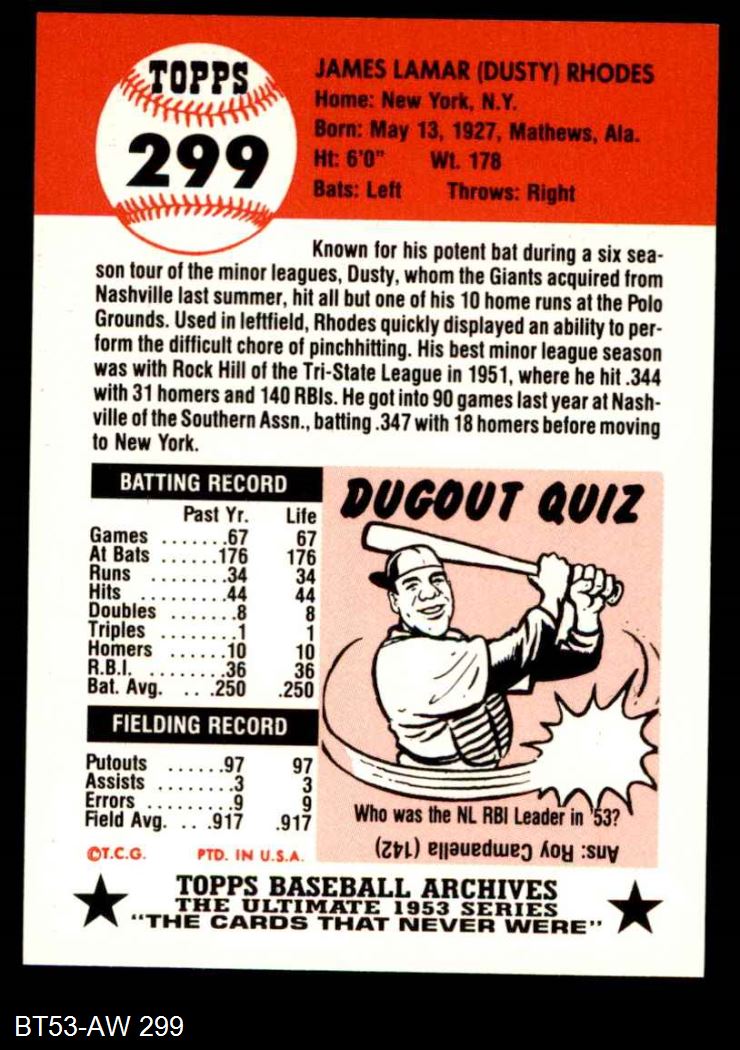 TOPPS
299
JAMES LAMAR (DUSTY) RHODES
Home: New York, N.Y.
Born: May 13, 1927, Mathews, Ala.
Ht: 6'0" Wt. 178
Bats: Left Throws: Right
Known for his potent bat during a six sea-
son tour of the minor leagues, Dusty, whom the Giants acquired from
Nashville last summer, hit all but one of his 10 home runs at the Polo
Grounds. Used in leftfield, Rhodes quickly displayed an ability to per-
form the difficult chore of pinchhitting. His best minor league season
was with Rock Hill of the Tri-State League in 1951, where he hit .344
with 31 homers and 140 RBIs. He got into 90 games last year at Nash-
ville of the Southern Assn., batting .347 with 18 homers before moving
to New York.
BATTING RECORD
Past Yr. Life
Games .......67 67
At Bats ......176 176
Runs .......34 34
Hits .......44 44
Doubles .......8 8
Triples .......1 1
Homers ......10 10
R.B.I. ........36 36
Bat. Avg. . . .250 .250
FIELDING RECORD
Putouts ......97 97
Assists .......3 3
Errors .........9 9
Field Avg. . . .917 .917
©T.C.G. PTD. IN U.S.A.
DUGOUT QUIZ
Who was the NL RBI Leader in '53?
Ans: Roy Campanella (142)
TOPPS BASEBALL ARCHIVES
THE ULTIMATE 1953 SERIES
"THE CARDS THAT NEVER WERE"
BT53-AW 299